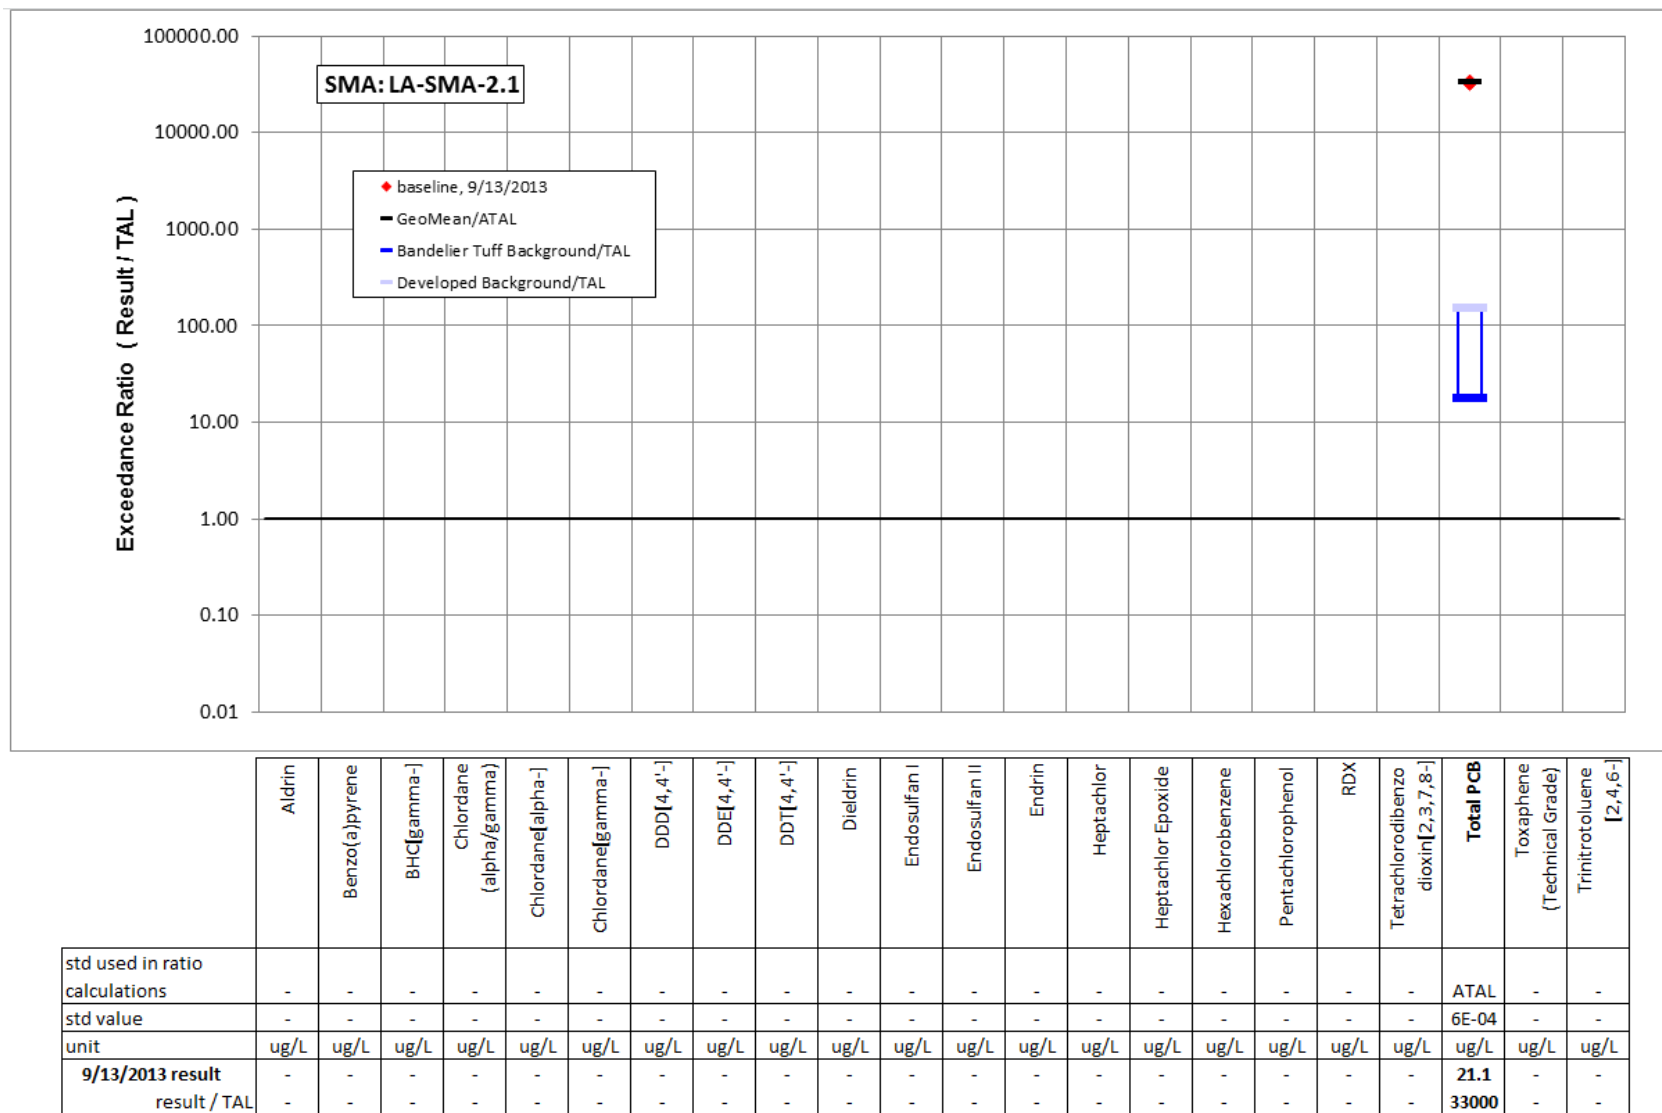 100000.00
10000.00
1000.00
100.00
10.00
1.00
0.10
0.01
Exceedance Ratio ( Result / TAL )
SMA: LA-SMA-2.1
baseline, 9/13/2013
GeoMean/ATAL
Bandelier Tuff Background/TAL
Developed Background/TAL
Aldrin
Benzo(a)pyrene
BHC[gamma-]
Chlordane
(alpha/gamma)
Chlordane[alpha-]
Chlordane[gamma-]
DDD[4,4'-]
DDE[4,4'-]
DDT[4,4'-]
Dieldrin
Endosulfan I
Endosulfan II
Endrin
Heptachlor
Heptachlor Epoxide
Hexachlorobenzene
Pentachlorophenol
RDX
Tetrachlorodibenzo
dioxin[2,3,7,8-]
Total PCB
Toxaphene
(Technical Grade)
Trinitrotoluene
[2,4,6-]
std used in ratio
calculations - - - - - - - - - - - - - - - - - - - ATAL - -
std value - - - - - - - - - - - - - - - - - - - 6E-04 - -
unit ug/L ug/L ug/L ug/L ug/L ug/L ug/L ug/L ug/L ug/L ug/L ug/L ug/L ug/L ug/L ug/L ug/L ug/L ug/L ug/L ug/L ug/L
9/13/2013 result - - - - - - - - - - - - - - - - - - - 21.1 - -
result / TAL - - - - - - - - - - - - - - - - - - - 33000 - -